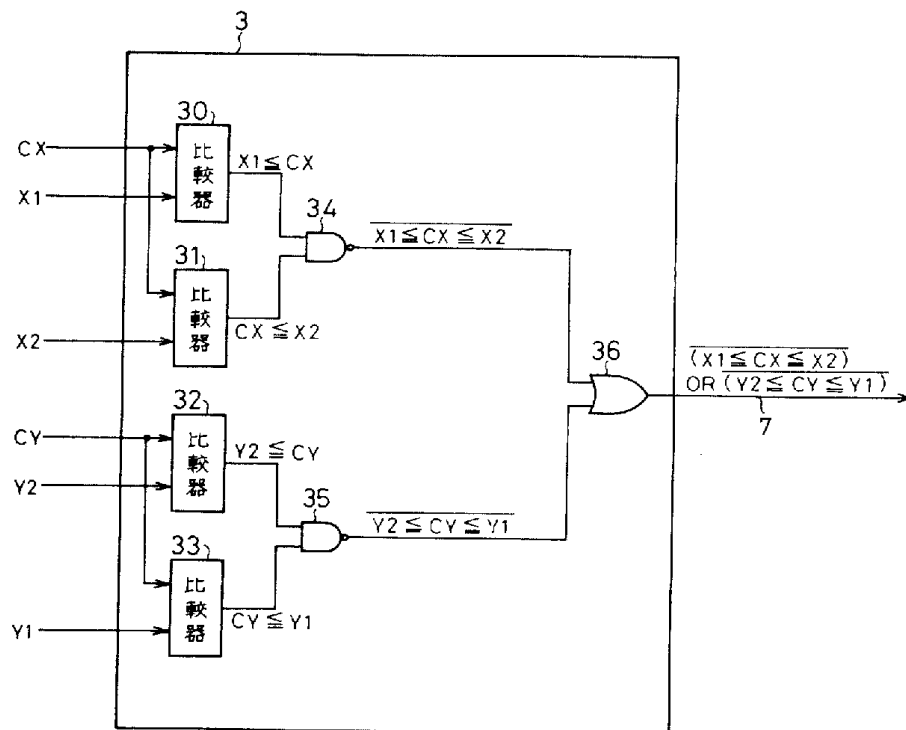 3
30
CX
比較器
X1≦CX
X1
34
X1≦CX≦X2
31
比較器
X2
CX≦X2
36
(X1≦CX≦X2)
OR (Y2≦CY≦Y1)
7
32
CY
比較器
Y2≦CY
Y2
35
Y2≦CY≦Y1
33
比較器
CY≦Y1
Y1